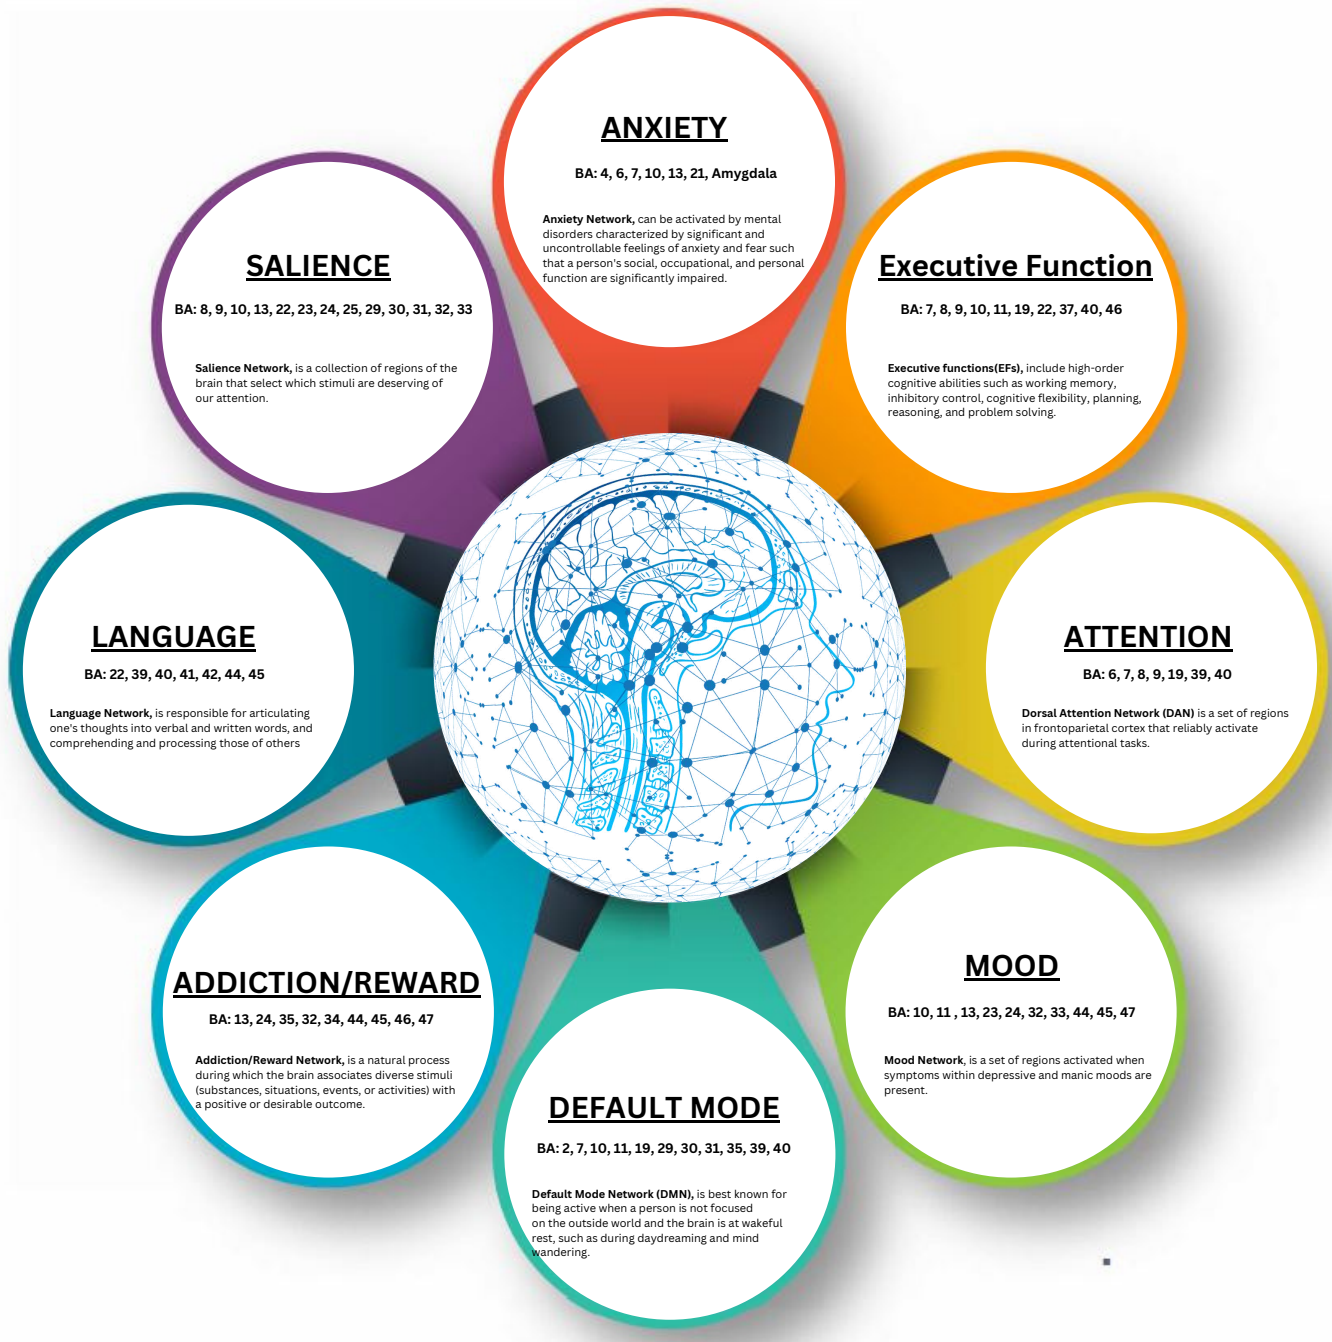 ANXIETY
BA: 4, 6, 7, 10, 13, 21, Amygdala
Anxiety Network, can be activated by mental
disorders characterized by significant and
uncontrollable feelings of anxiety and fear such
that a person's social, occupational, and personal
function are significantly impaired.
SALIENCE
BA: 8, 9, 10, 13, 22, 23, 24, 25, 29, 30, 31, 32, 33
Salience Network, is a collection of regions of the
brain that select which stimuli are deserving of
our attention.
Executive Function
BA: 7, 8, 9, 10, 11, 19, 22, 37, 40, 46
Executive functions(EFs), include high-order
cognitive abilities such as working memory,
inhibitory control, cognitive flexibility, planning,
reasoning, and problem solving.
LANGUAGE
BA: 22, 39, 40, 41, 42, 44, 45
Language Network, is responsible for articulating
one's thoughts into verbal and written words, and
comprehending and processing those of others
ATTENTION
BA: 6, 7, 8, 9, 19, 39, 40
Dorsal Attention Network (DAN) is a set of regions
in frontoparietal cortex that reliably activate
during attentional tasks.
ADDICTION/REWARD
BA: 13, 24, 35, 32, 34, 44, 45, 46, 47
Addiction/Reward Network, is a natural process
during which the brain associates diverse stimuli
(substances, situations, events, or activities) with
a positive or desirable outcome.
MOOD
BA: 10, 11 , 13, 23, 24, 32, 33, 44, 45, 47
Mood Network, is a set of regions activated when
symptoms within depressive and manic moods are
present.
DEFAULT MODE
BA: 2, 7, 10, 11, 19, 29, 30, 31, 35, 39, 40
Default Mode Network (DMN), is best known for
being active when a person is not focused
on the outside world and the brain is at wakeful
rest, such as during daydreaming and mind
wandering.